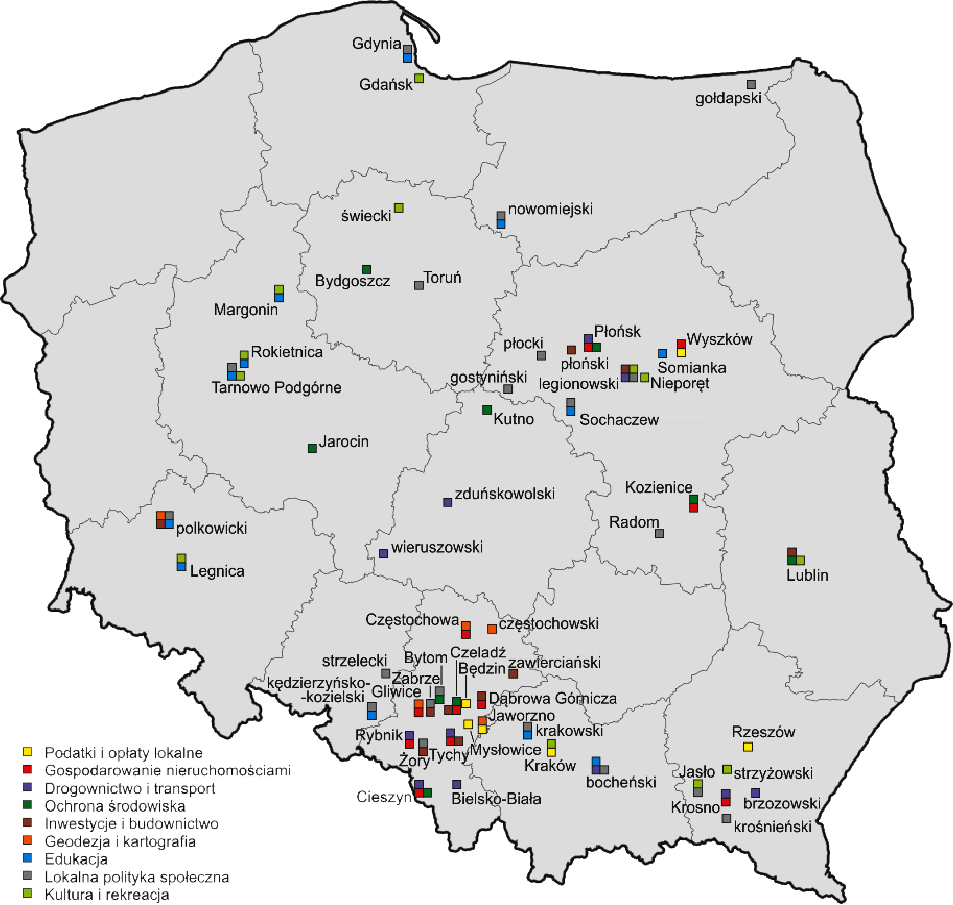 Gdynia
Gdańsk
gołdapski
świecki
nowomiejski
Bydgoszcz
Toruń
Margonin
Rokietnica
Tarnowo Podgórne
płocki
Płońsk
płoński
Wyszków
Somianka
gostyniński
legionowski
Nieporęt
Kutno
Sochaczew
Jarocin
zduńskowolski
Kozienice
Radom
polkowicki
wieruszowski
Legnica
Lublin
Częstochowa
częstochowski
strzelecki
Bytom
Czeladź
Będzin
zawierciański
kędzierzyńsko-
-kozielski
Gliwice
Zabrze
Dąbrowa Górnicza
Jaworzno
Rybnik
krakowski
Mysłowice
Żory
Tychy
Kraków
bocheński
Rzeszów
Cieszyn
Bielsko-Biała
Jasło
strzyżowski
Krosno
brzozowski
krośnieński
Podatki i opłaty lokalne
Gospodarowanie nieruchomościami
Drogownictwo i transport
Ochrona środowiska
Inwestycje i budownictwo
Geodezja i kartografia
Edukacja
Lokalna polityka społeczna
Kultura i rekreacja